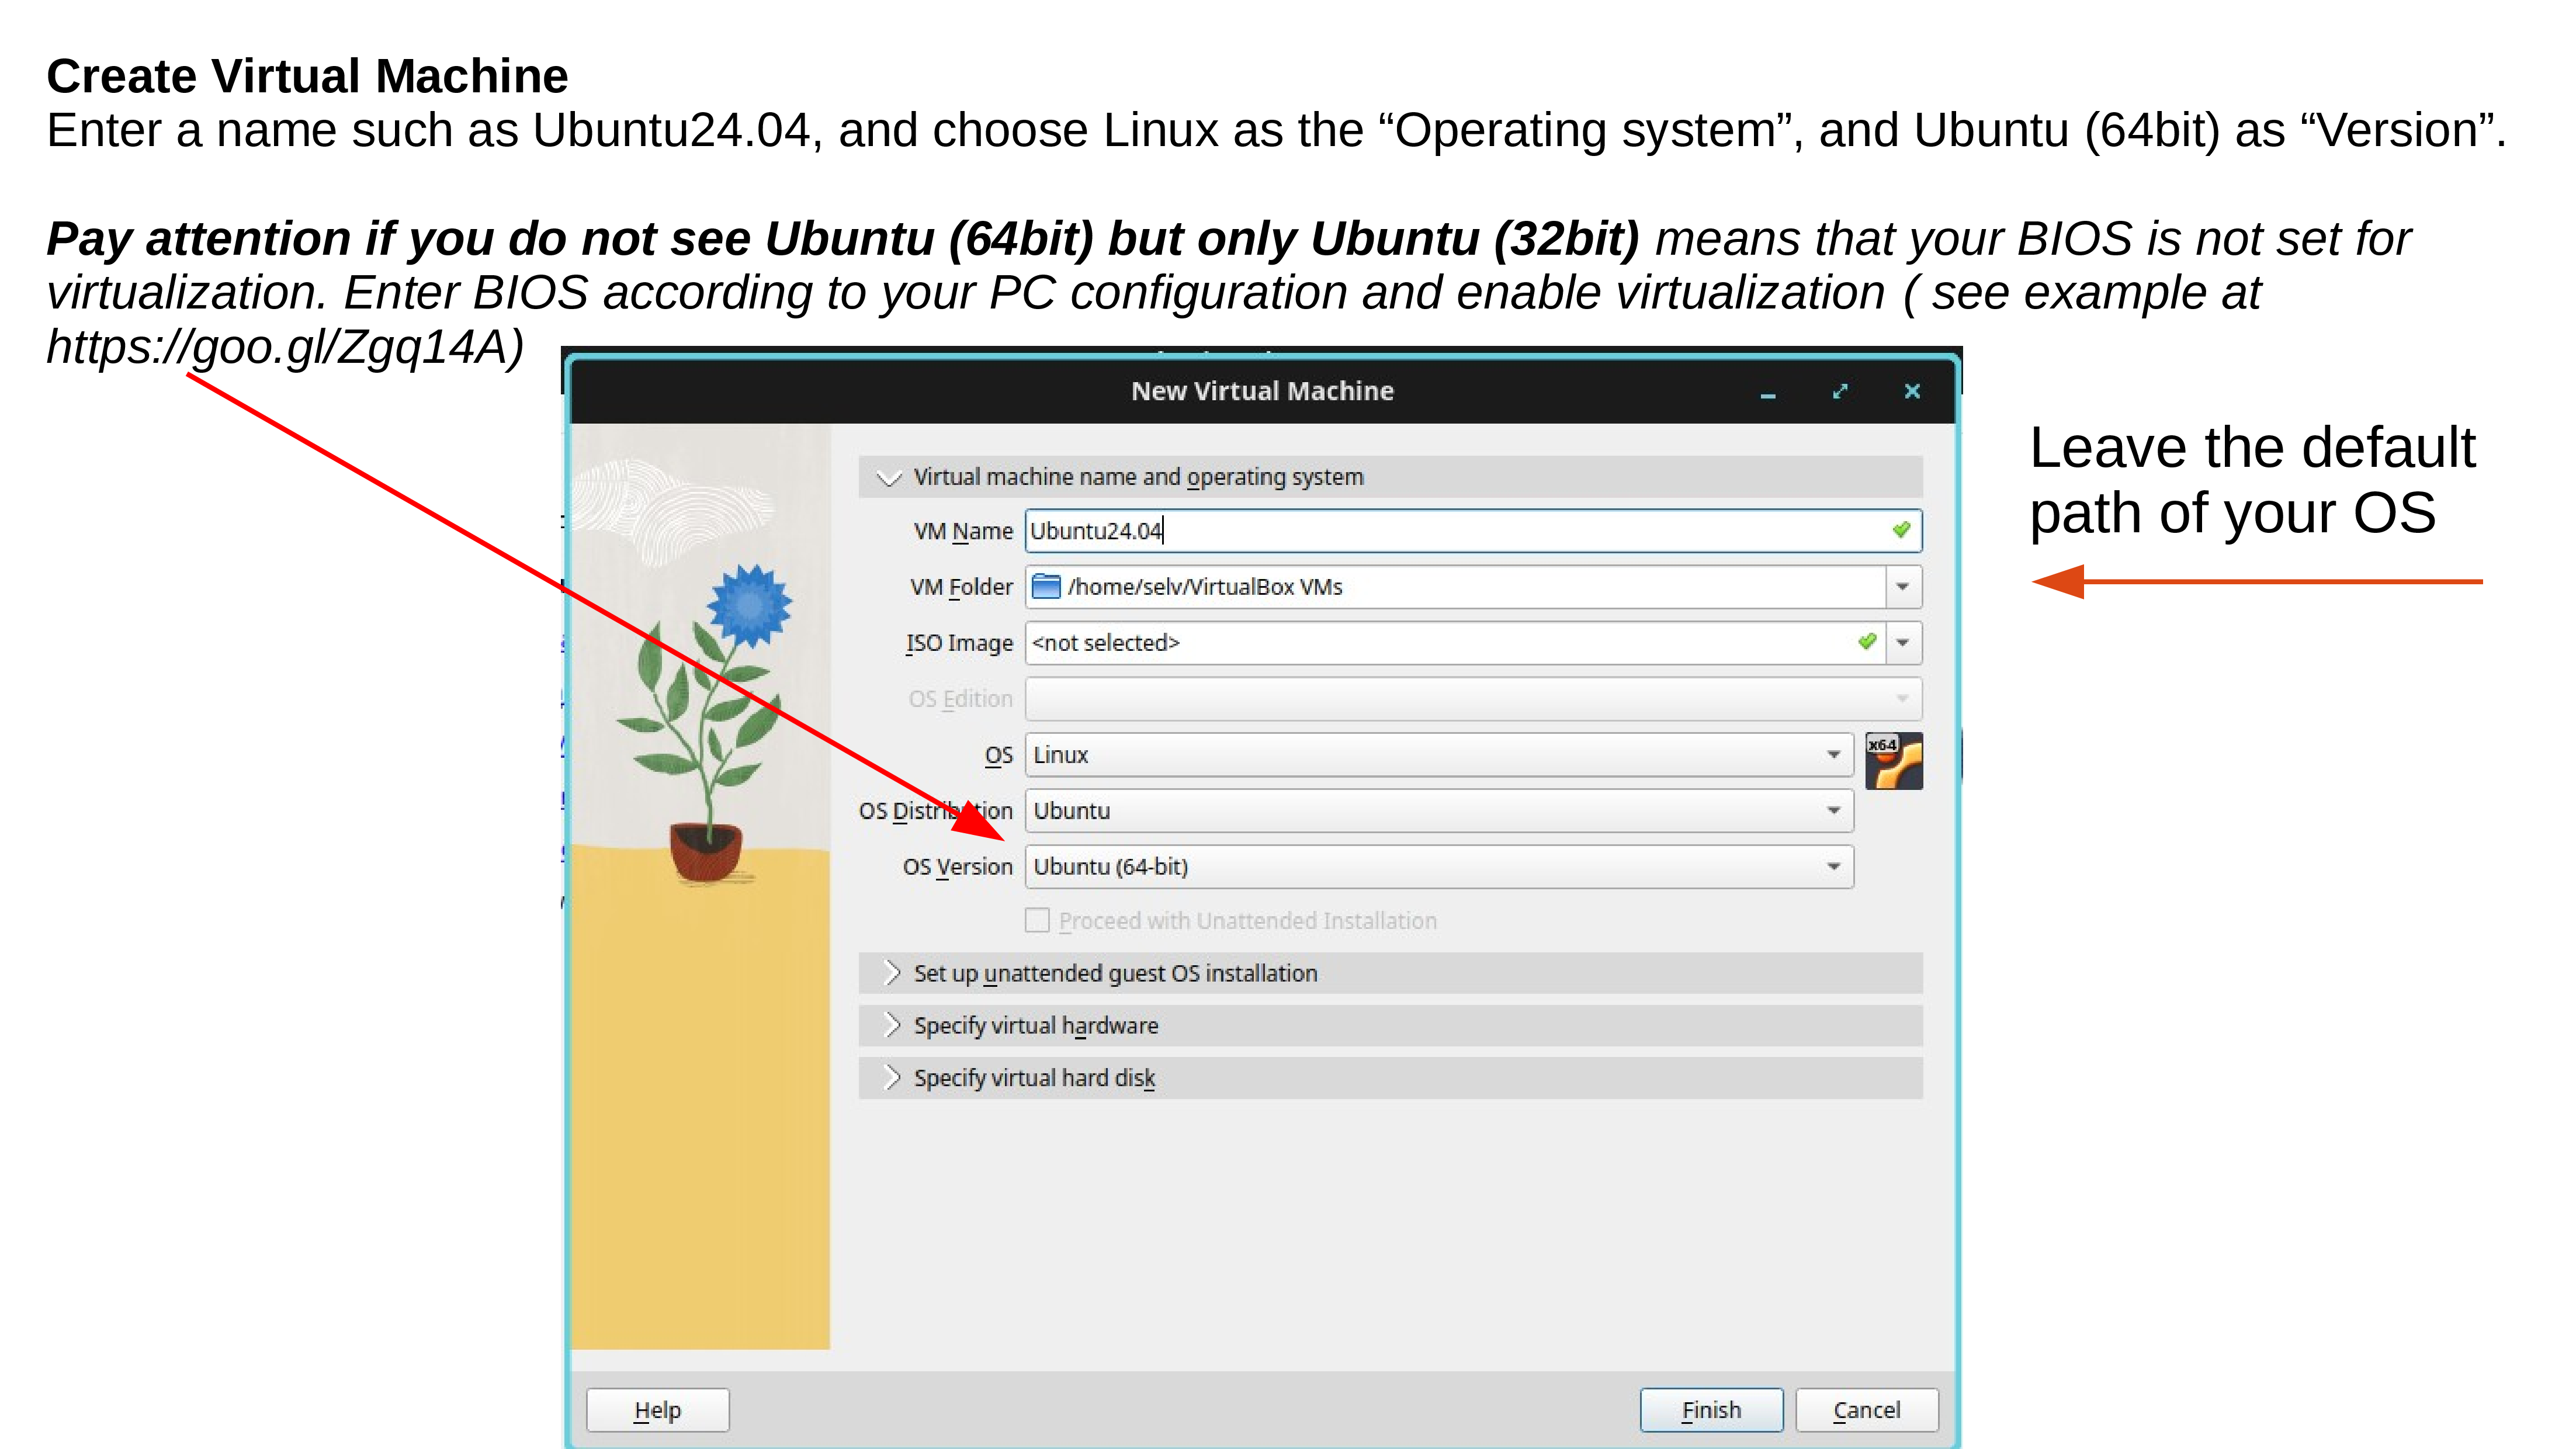 Create Virtual Machine
Enter a name such as Ubuntu24.04, and choose Linux as the “Operating system”, and Ubuntu (64bit) as “Version”.
Pay attention if you do not see Ubuntu (64bit) but only Ubuntu (32bit) means that your BIOS is not set for
virtualization. Enter BIOS according to your PC configuration and enable virtualization ( see example at
https://goo.gl/Zgq14A)
New Virtual Machine
Leave the default
path of your OS
Virtual machine name and operating system
VM Name Ubuntu24.04
VM Folder /home/selv/VirtualBox VMs
ISO Image <not selected>
OS Edition
OS Linux x64
OS Distribution Ubuntu
OS Version Ubuntu (64-bit)
Proceed with Unattended Installation
Set up unattended guest OS installation
Specify virtual hardware
Specify virtual hard disk
Help Finish Cancel